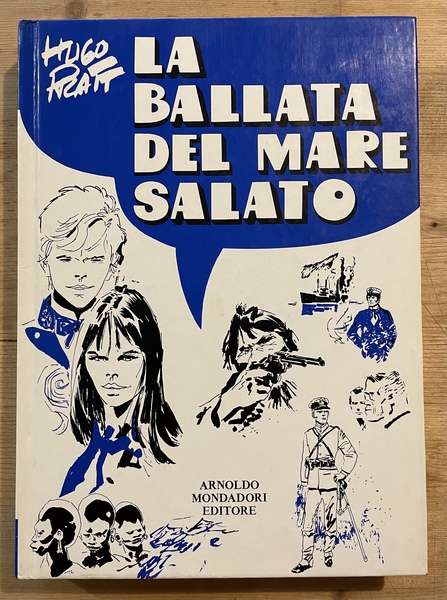 HUGO
PRATT
LA
BALLATA
DEL MARE
SALATO
ARNOLDO
MONDADORI
EDITORE